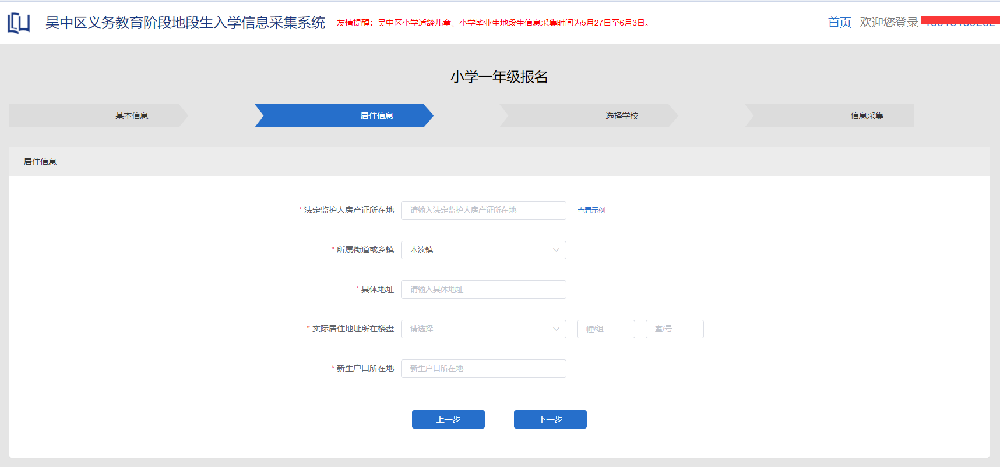 吴中区义务教育阶段地段生入学信息采集系统 友情提醒：吴中区小学适龄儿童、小学毕业生地段生信息采集时间为5月27日至6月3日。 首页 欢迎您登录
小学一年级报名
基本信息 居住信息 选择学校 信息采集
居住信息
* 法定监护人房产证所在地 请输入法定监护人房产证所在地 查看示例
* 所属街道或乡镇 木渎镇
* 具体地址 请输入具体地址
* 实际居住地址所在楼盘 请选择 幢/组 室/号
* 新生户口所在地 新生户口所在地
上一步 下一步